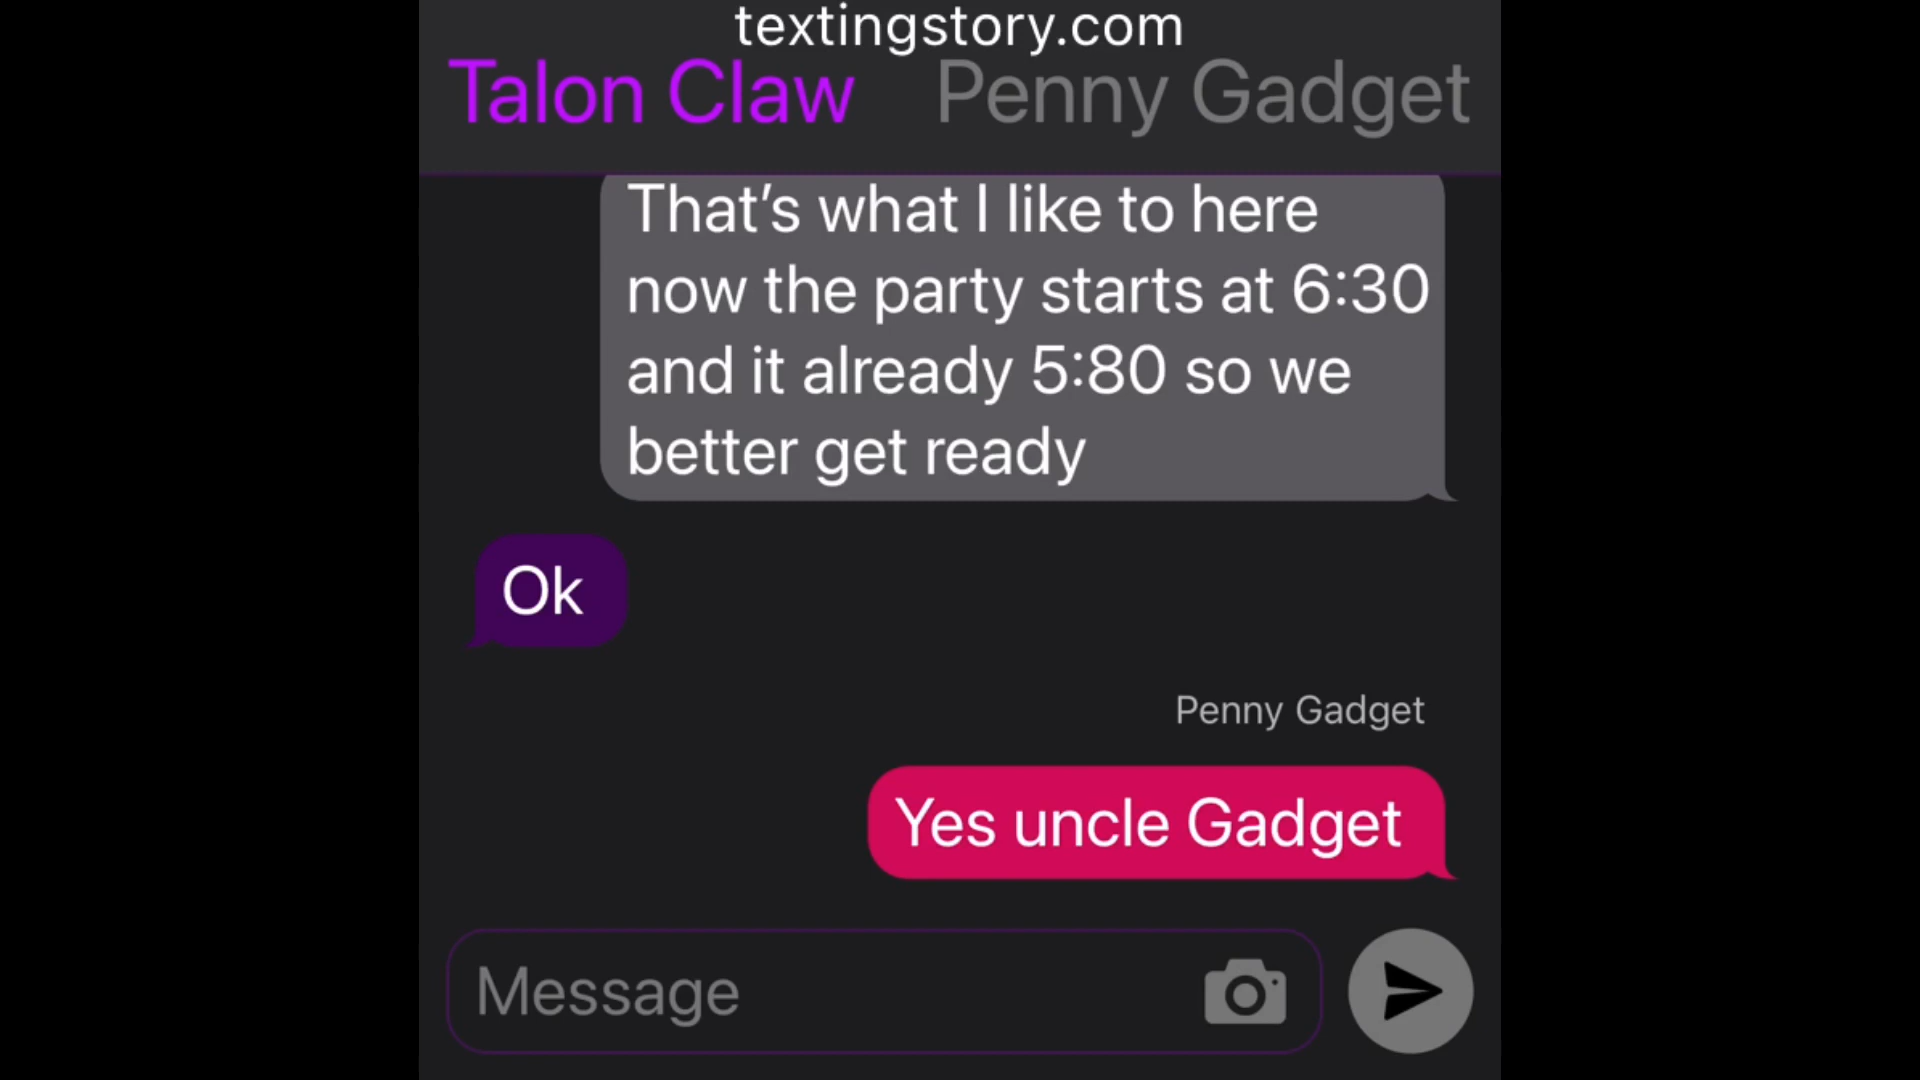 textingstory.com
Talon Claw Penny Gadget
That’s what I like to here
now the party starts at 6:30
and it already 5:80 so we
better get ready
Ok
Penny Gadget
Yes uncle Gadget
Message